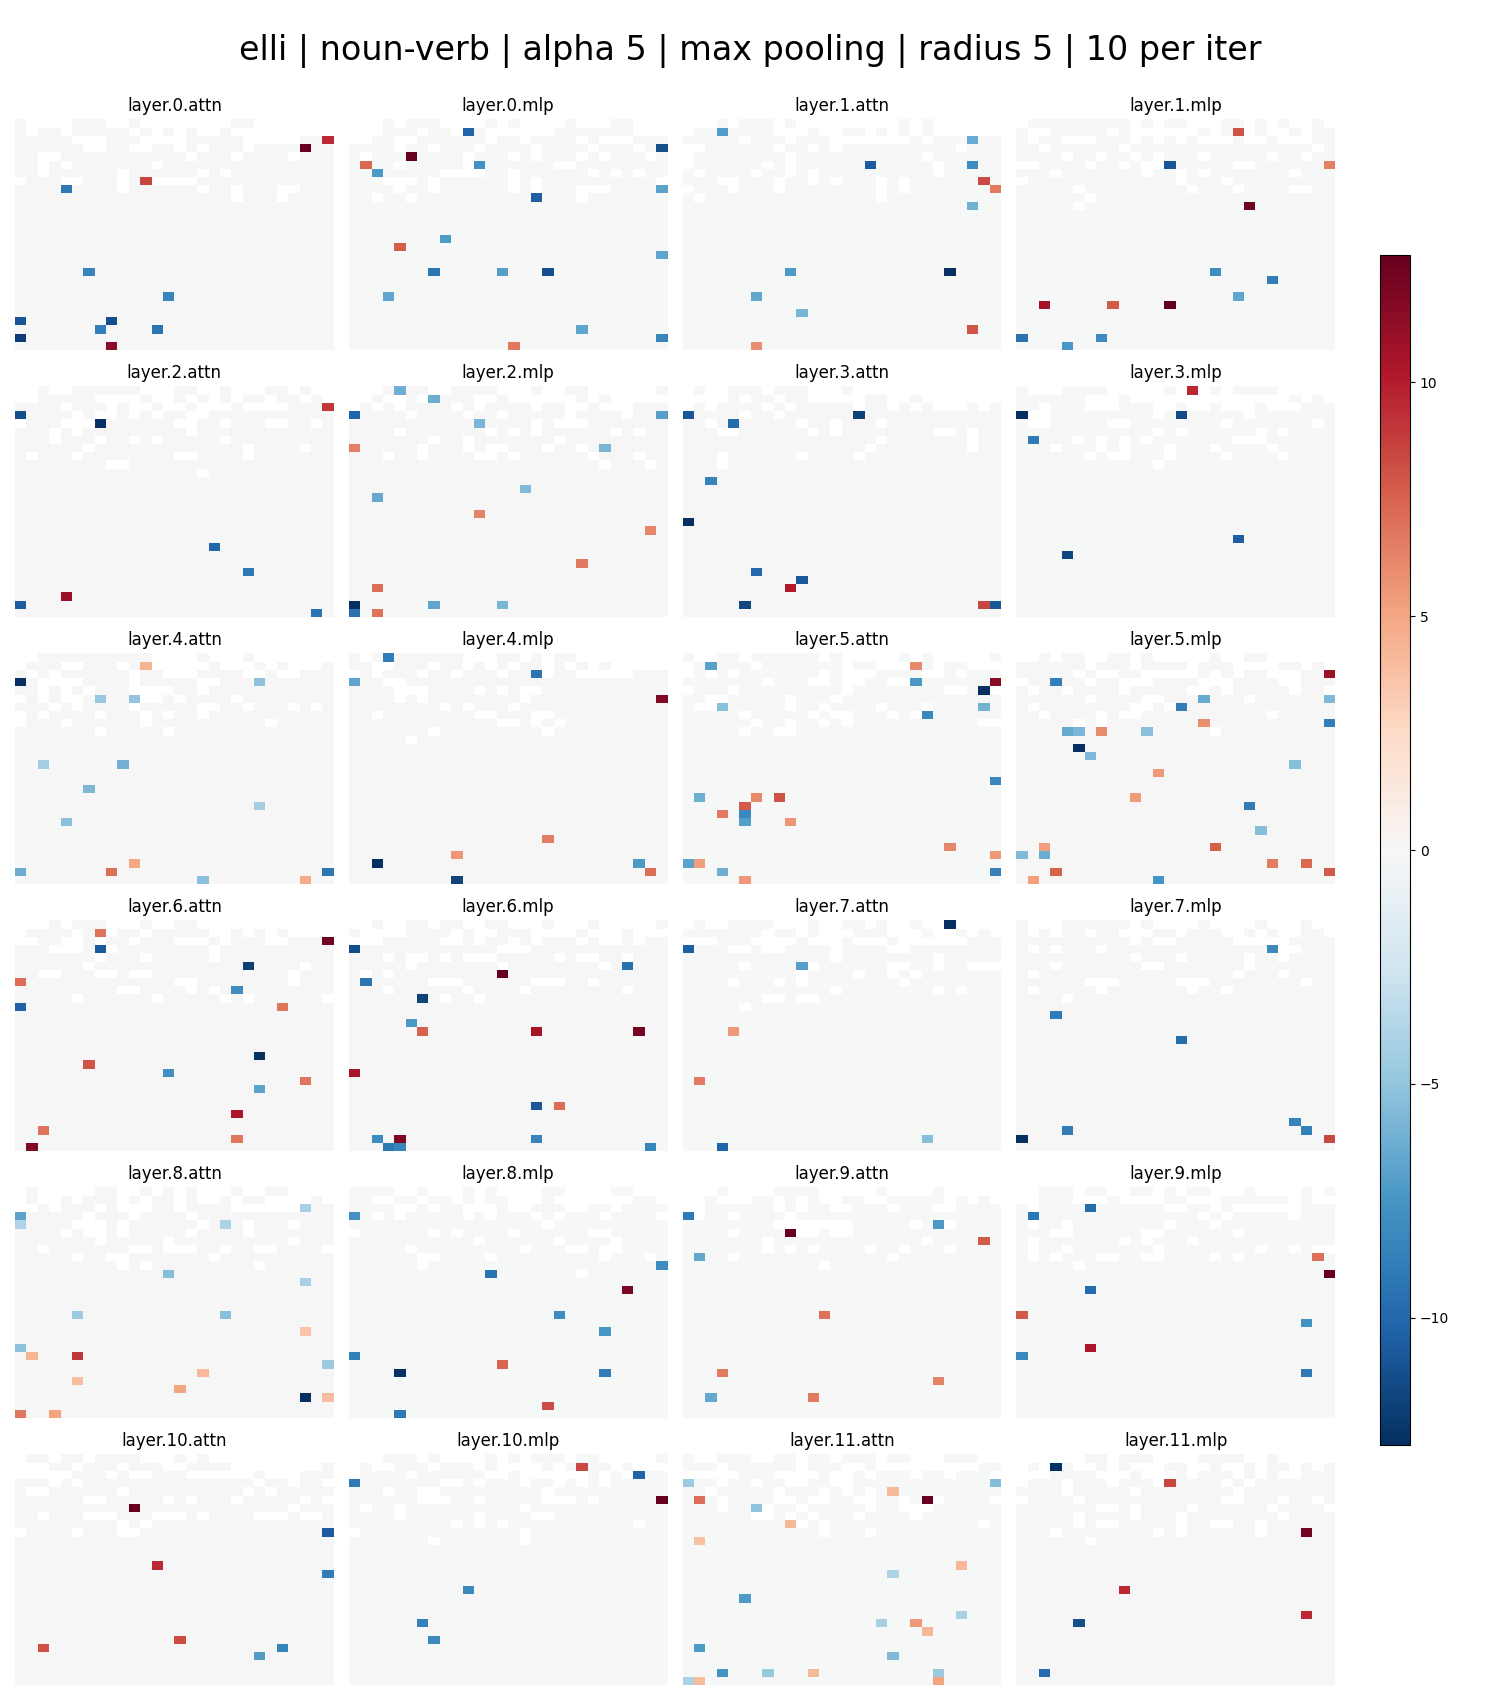 elli | noun-verb | alpha 5 | max pooling | radius 5 | 10 per iter
layer.0.attn
layer.0.mlp
layer.1.attn
layer.1.mlp
layer.2.attn
layer.2.mlp
layer.3.attn
layer.3.mlp
layer.4.attn
layer.4.mlp
layer.5.attn
layer.5.mlp
layer.6.attn
layer.6.mlp
layer.7.attn
layer.7.mlp
layer.8.attn
layer.8.mlp
layer.9.attn
layer.9.mlp
layer.10.attn
layer.10.mlp
layer.11.attn
layer.11.mlp
10
5
0
−5
−10